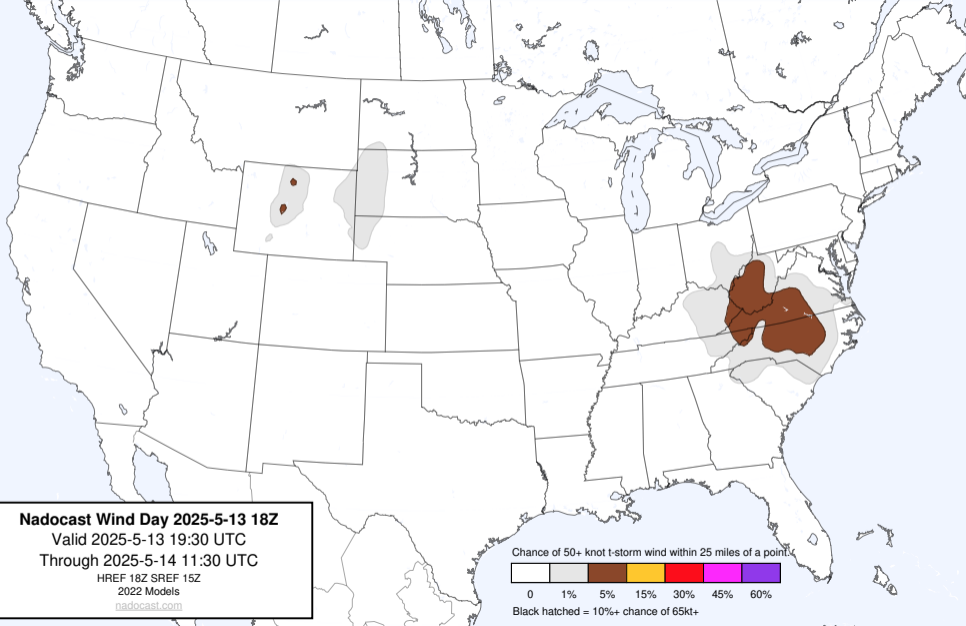 Nadocast Wind Day 2025-5-13 18Z
Valid 2025-5-13 19:30 UTC
Through 2025-5-14 11:30 UTC
HREF 18Z SREF 15Z
2022 Models
nadocast.com
Chance of 50+ knot t-storm wind within 25 miles of a point.
0 1% 5% 15% 30% 45% 60%
Black hatched = 10%+ chance of 65kt+